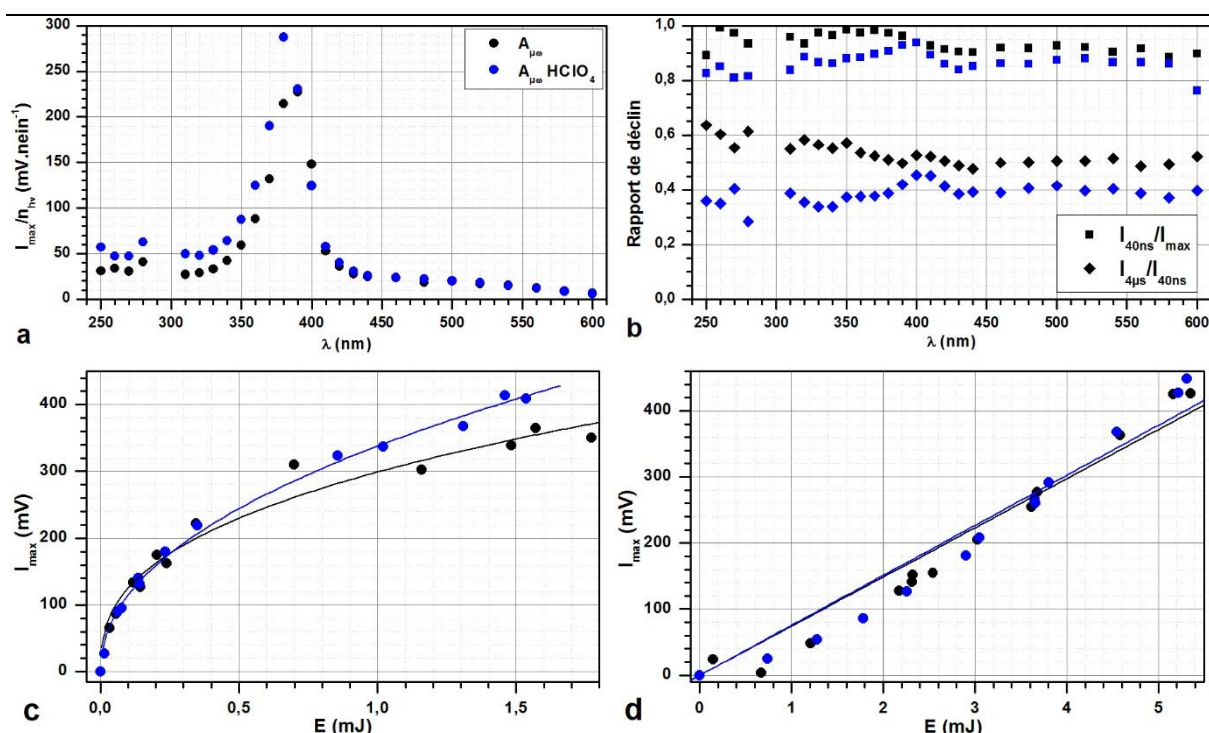 300
250
200
150
100
50
0
I_max/n_hν (mV.nein⁻¹)
A_μω
A_μω HClO₄
250 300 350 400 450 500 550 600
a
λ (nm)
1,0
0,8
0,6
0,4
0,2
0,0
Rapport de déclin
I_40ns/I_max
I_4μs/I_40ns
250 300 350 400 450 500 550 600
b
λ (nm)
400
300
200
100
0
I_max (mV)
0,0 0,5 1,0 1,5
c
E (mJ)
400
300
200
100
0
I_max (mV)
0 1 2 3 4 5
d
E (mJ)